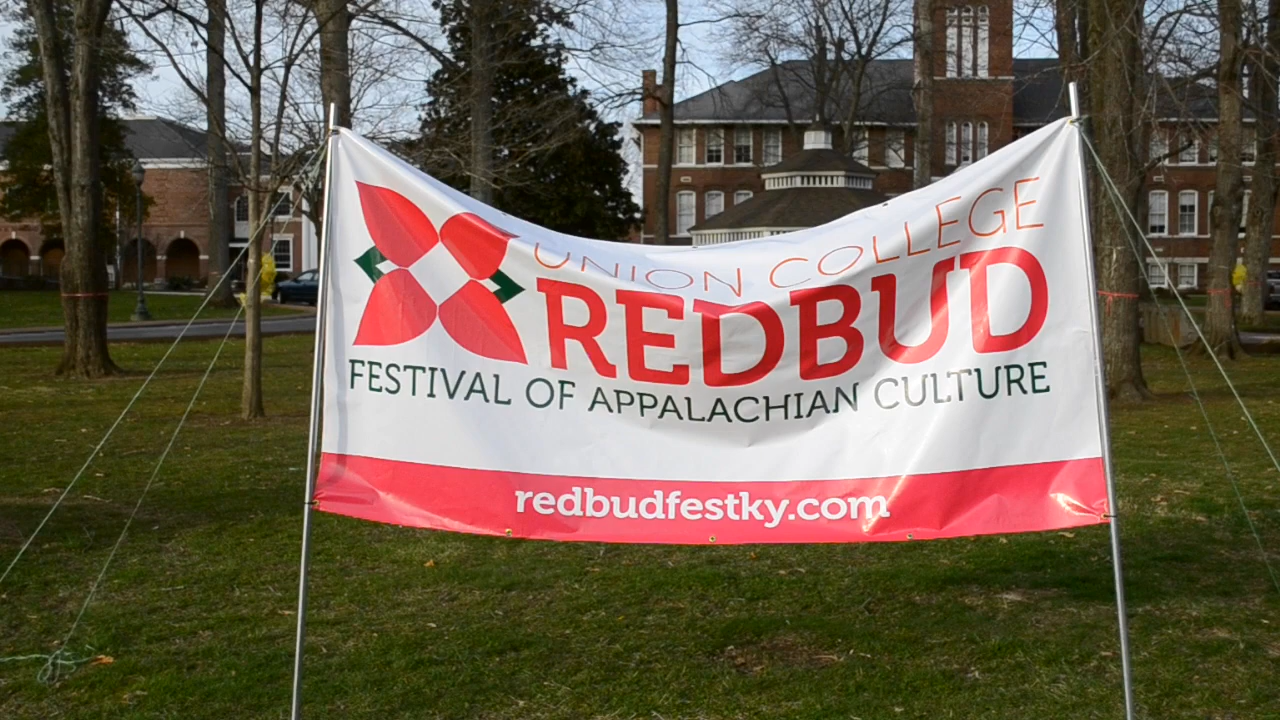 UNION COLLEGE
REDBUD
FESTIVAL OF APPALACHIAN CULTURE
redbudfestky.com